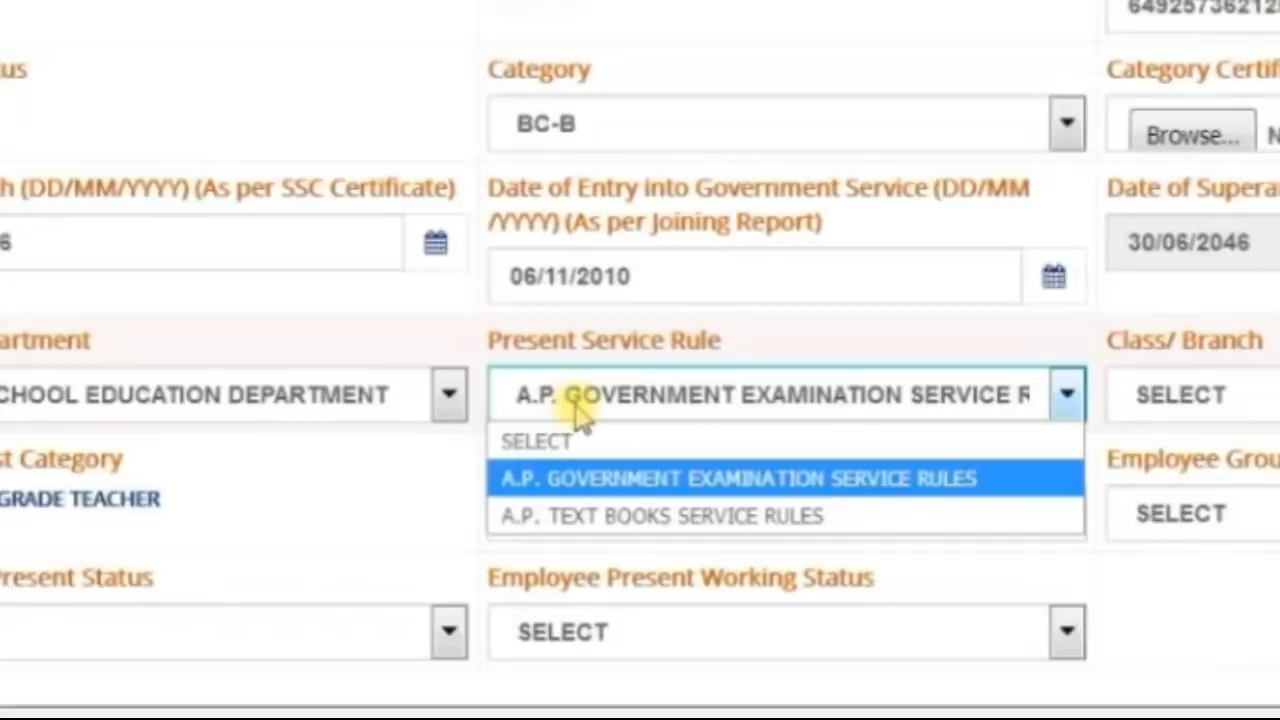 64925736212
us
Category
Category Certif
BC-B
Browse...
N
h (DD/MM/YYYY) (As per SSC Certificate)
Date of Entry into Government Service (DD/MM
/YYYY) (As per Joining Report)
Date of Supera
6
06/11/2010
30/06/2046
artment
Present Service Rule
Class/ Branch
CHOOL EDUCATION DEPARTMENT
A.P. GOVERNMENT EXAMINATION SERVICE R
SELECT
SELECT
A.P. GOVERNMENT EXAMINATION SERVICE RULES
A.P. TEXT BOOKS SERVICE RULES
st Category
Employee Grou
GRADE TEACHER
SELECT
Present Status
Employee Present Working Status
SELECT